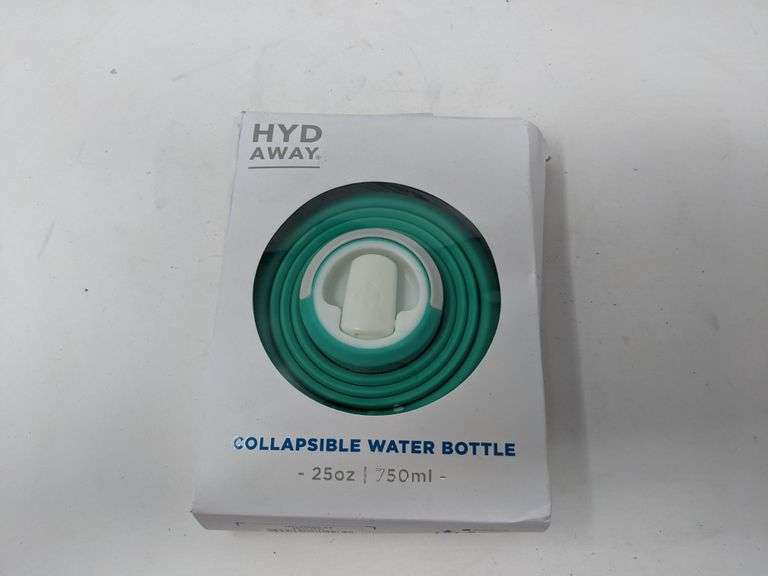 HYD
AWAY®
COLLAPSIBLE WATER BOTTLE
- 25oz | 750ml -